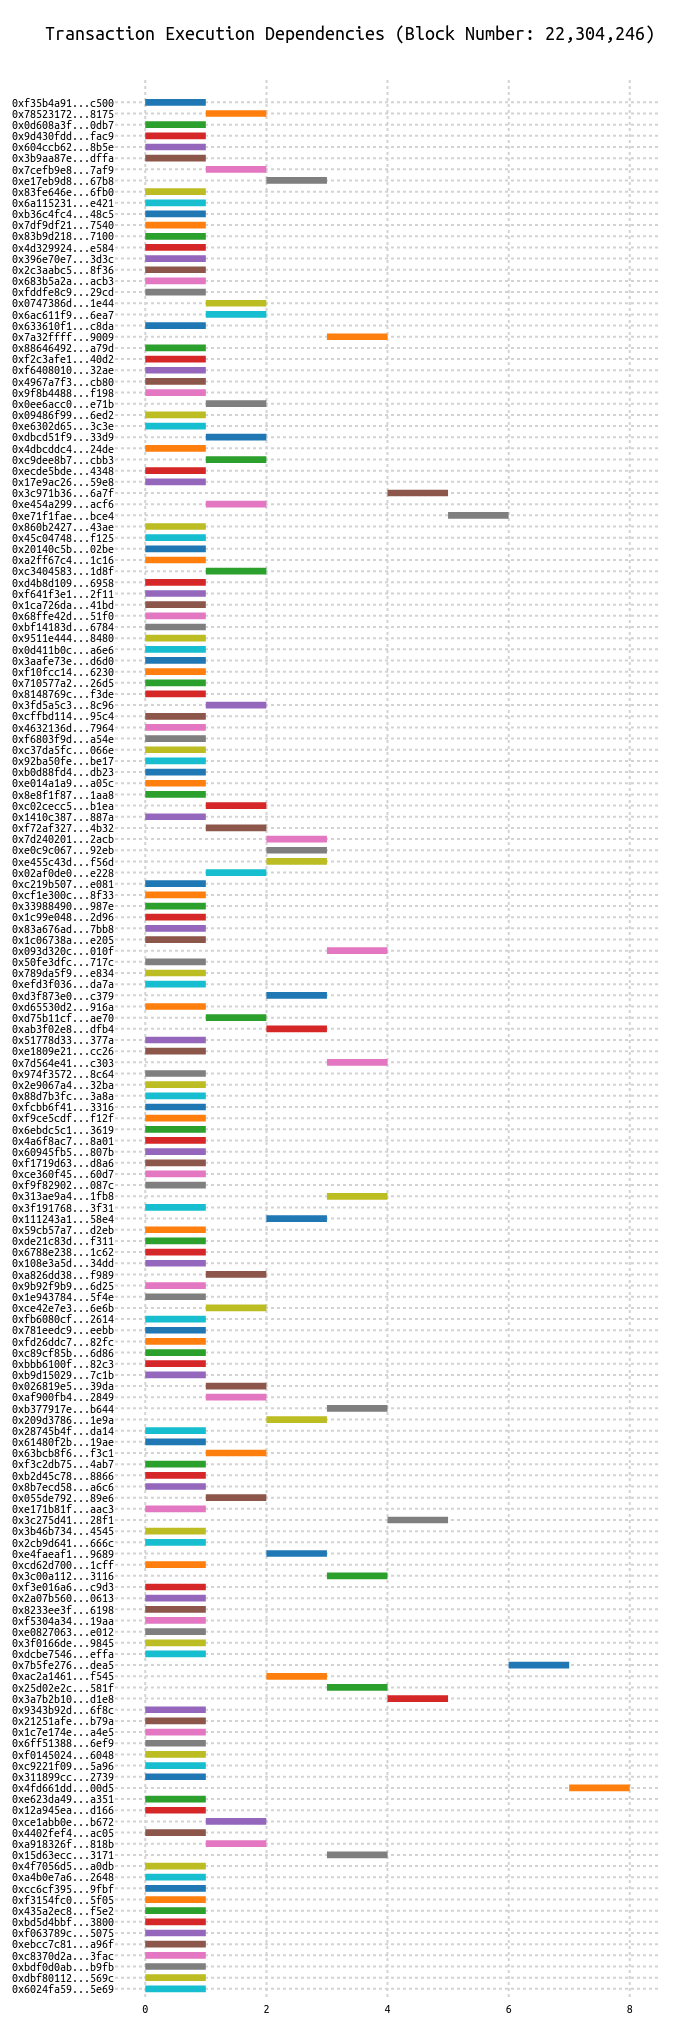 Transaction Execution Dependencies (Block Number: 22,304,246)
0xf35b4a91...c500
0x78523172...8175
0x0d608a3f...0db7
0x9d430fdd...fac9
0x604ccb62...8b5e
0x3b9aa87e...dffa
0x7cefb9e8...7af9
0xe17eb9d8...67b8
0x83fe646e...6fb0
0x6a115231...e421
0xb36c4fc4...48c5
0x7df9df21...7540
0x83b9d218...7100
0x4d329924...e584
0x396e70e7...3d3c
0x2c3aabc5...8f36
0x683b5a2a...acb3
0xfddfe8c9...29cd
0x0747386d...1e44
0x6ac611f9...6ea7
0x633610f1...c8da
0x7a32ffff...9009
0x88646492...a79d
0xf2c3afe1...40d2
0xf6408010...32ae
0x4967a7f3...cb80
0x9f8b4488...f198
0x0ee6acc0...e71b
0x09486f99...6ed2
0xe6302d65...3c3e
0xdbcd51f9...33d9
0x4dbcddc4...24de
0xc9dee8b7...cbb3
0xecde5bde...4348
0x17e9ac26...59e8
0x3c971b36...6a7f
0xe454a299...acf6
0xe71f1fae...bce4
0x860b2427...43ae
0x45c04748...f125
0x20140c5b...02be
0xa2ff67c4...1c16
0xc3404583...1d8f
0xd4b8d109...6958
0xf641f3e1...2f11
0x1ca726da...41bd
0x68ffe42d...51f0
0xbf14183d...6784
0x9511e444...8480
0x0d411b0c...a6e6
0x3aafe73e...d6d0
0xf10fcc14...6230
0x710577a2...26d5
0x8148769c...f3de
0x3fd5a5c3...8c96
0xcffbd114...95c4
0x4632136d...7964
0xf6803f9d...a54e
0xc37da5fc...066e
0x92ba50fe...be17
0xb0d88fd4...db23
0xe014a1a9...a05c
0x8e8f1f87...1aa8
0xc02cecc5...b1ea
0x1410c387...887a
0xf72af327...4b32
0x7d240201...2acb
0xe0c9c067...92eb
0xe455c43d...f56d
0x02af0de0...e228
0xc219b507...e081
0xcf1e300c...8f33
0x33988490...987e
0x1c99e048...2d96
0x83a676ad...7bb8
0x1c06738a...e205
0x093d320c...010f
0x50fe3dfc...717c
0x789da5f9...e834
0xefd3f036...da7a
0xd3f873e0...c379
0xd65530d2...916a
0xd75b11cf...ae70
0xab3f02e8...dfb4
0x51778d33...377a
0xe1809e21...cc26
0x7d564e41...c303
0x974f3572...8c64
0x2e9067a4...32ba
0x88d7b3fc...3a8a
0xfcbb6f41...3316
0xf9ce5cdf...f12f
0x6ebdc5c1...3619
0x4a6f8ac7...8a01
0x60945fb5...807b
0xf1719d63...d8a6
0xce360f45...60d7
0xf9f82902...087c
0x313ae9a4...1fb8
0x3f191768...3f31
0x111243a1...58e4
0x59cb57a7...d2eb
0xde21c83d...f311
0x6788e238...1c62
0x108e3a5d...34dd
0xa826dd38...f989
0x9b92f9b9...6d25
0x1e943784...5f4e
0xce42e7e3...6e6b
0xfb6080cf...2614
0x781eedc9...eebb
0xfd26ddc7...82fc
0xc89cf85b...6d86
0xbbb6100f...82c3
0xb9d15029...7c1b
0x026819e5...39da
0xaf900fb4...2849
0xb377917e...b644
0x209d3786...1e9a
0x28745b4f...da14
0x61480f2b...19ae
0x63bcb8f6...f3c1
0xf3c2db75...4ab7
0xb2d45c78...8866
0x8b7ecd58...a6c6
0x055de792...89e6
0xe171b81f...aac3
0x3c275d41...28f1
0x3b46b734...4545
0x2cb9d641...666c
0xe4faeaf1...9689
0xcd62d700...1cff
0x3c00a112...3116
0xf3e016a6...c9d3
0x2a07b560...0613
0x8233ee3f...6198
0xf5304a34...19aa
0xe0827063...e012
0x3f0166de...9845
0xdcbe7546...effa
0x7b5fe276...dea5
0xac2a1461...f545
0x25d02e2c...581f
0x3a7b2b10...d1e8
0x9343b92d...6f8c
0x21251afe...b79a
0x1c7e174e...a4e5
0x6ff51388...6ef9
0xf0145024...6048
0xc9221f09...5a96
0x311899cc...2739
0x4fd661dd...00d5
0xe623da49...a351
0x12a945ea...d166
0xce1abb0e...b672
0x4402fef4...ac05
0xa918326f...818b
0x15d63ecc...3171
0x4f7056d5...a0db
0xa4b0e7a6...2648
0xcc6cf395...9fbf
0xf3154fc0...5f05
0x435a2ec8...f5e2
0xbd5d4bbf...3800
0xf063789c...5075
0xebcc7c81...a96f
0xc8370d2a...3fac
0xbdf0d0ab...b9fb
0xdbf80112...569c
0x6024fa59...5e69
0 2 4 6 8